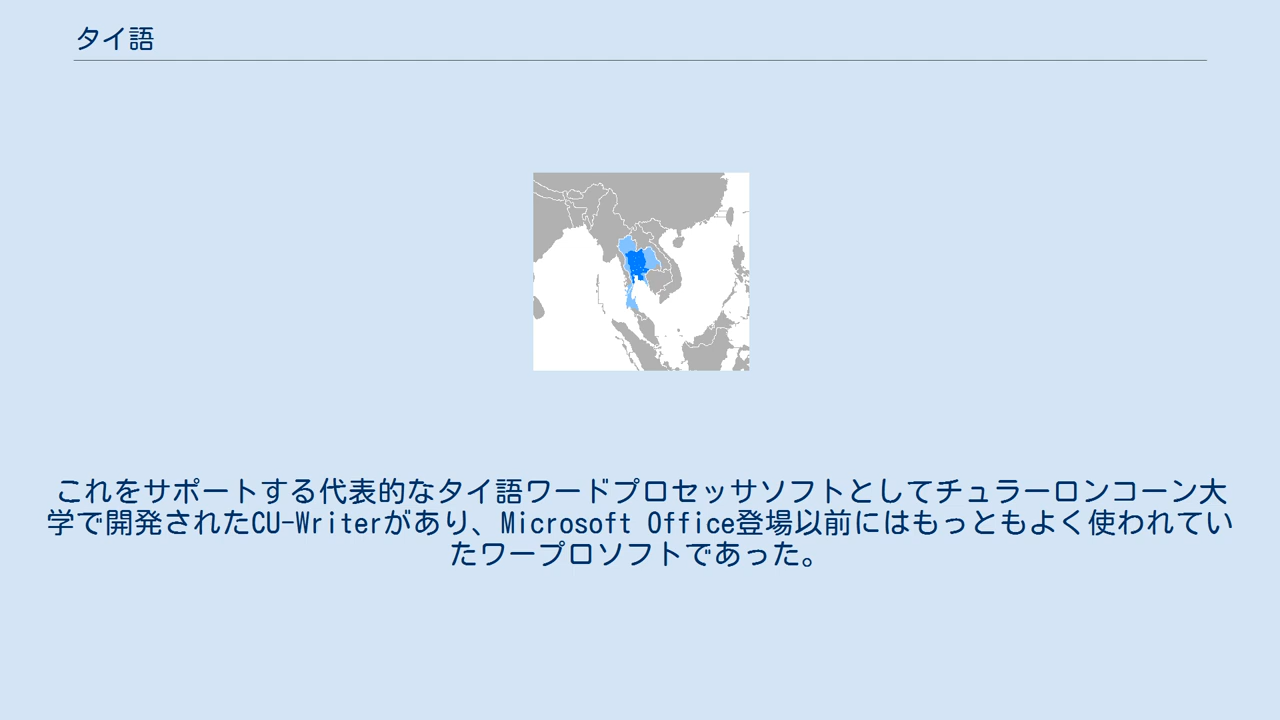 タイ語
これをサポートする代表的なタイ語ワードプロセッサソフトとしてチュラーロンコーン大
学で開発されたCU-Writerがあり、Microsoft Office登場以前にはもっともよく使われてい
たワープロソフトであった。